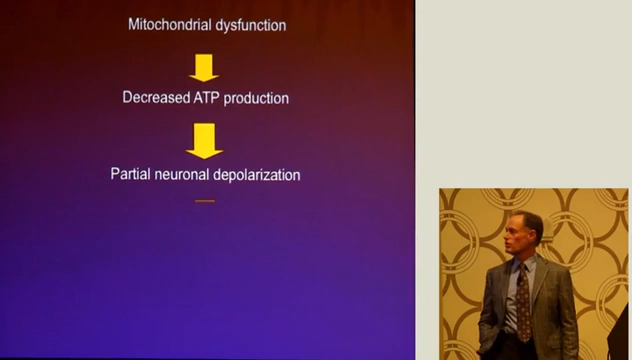 Mitochondrial dysfunction
Decreased ATP production
Partial neuronal depolarization